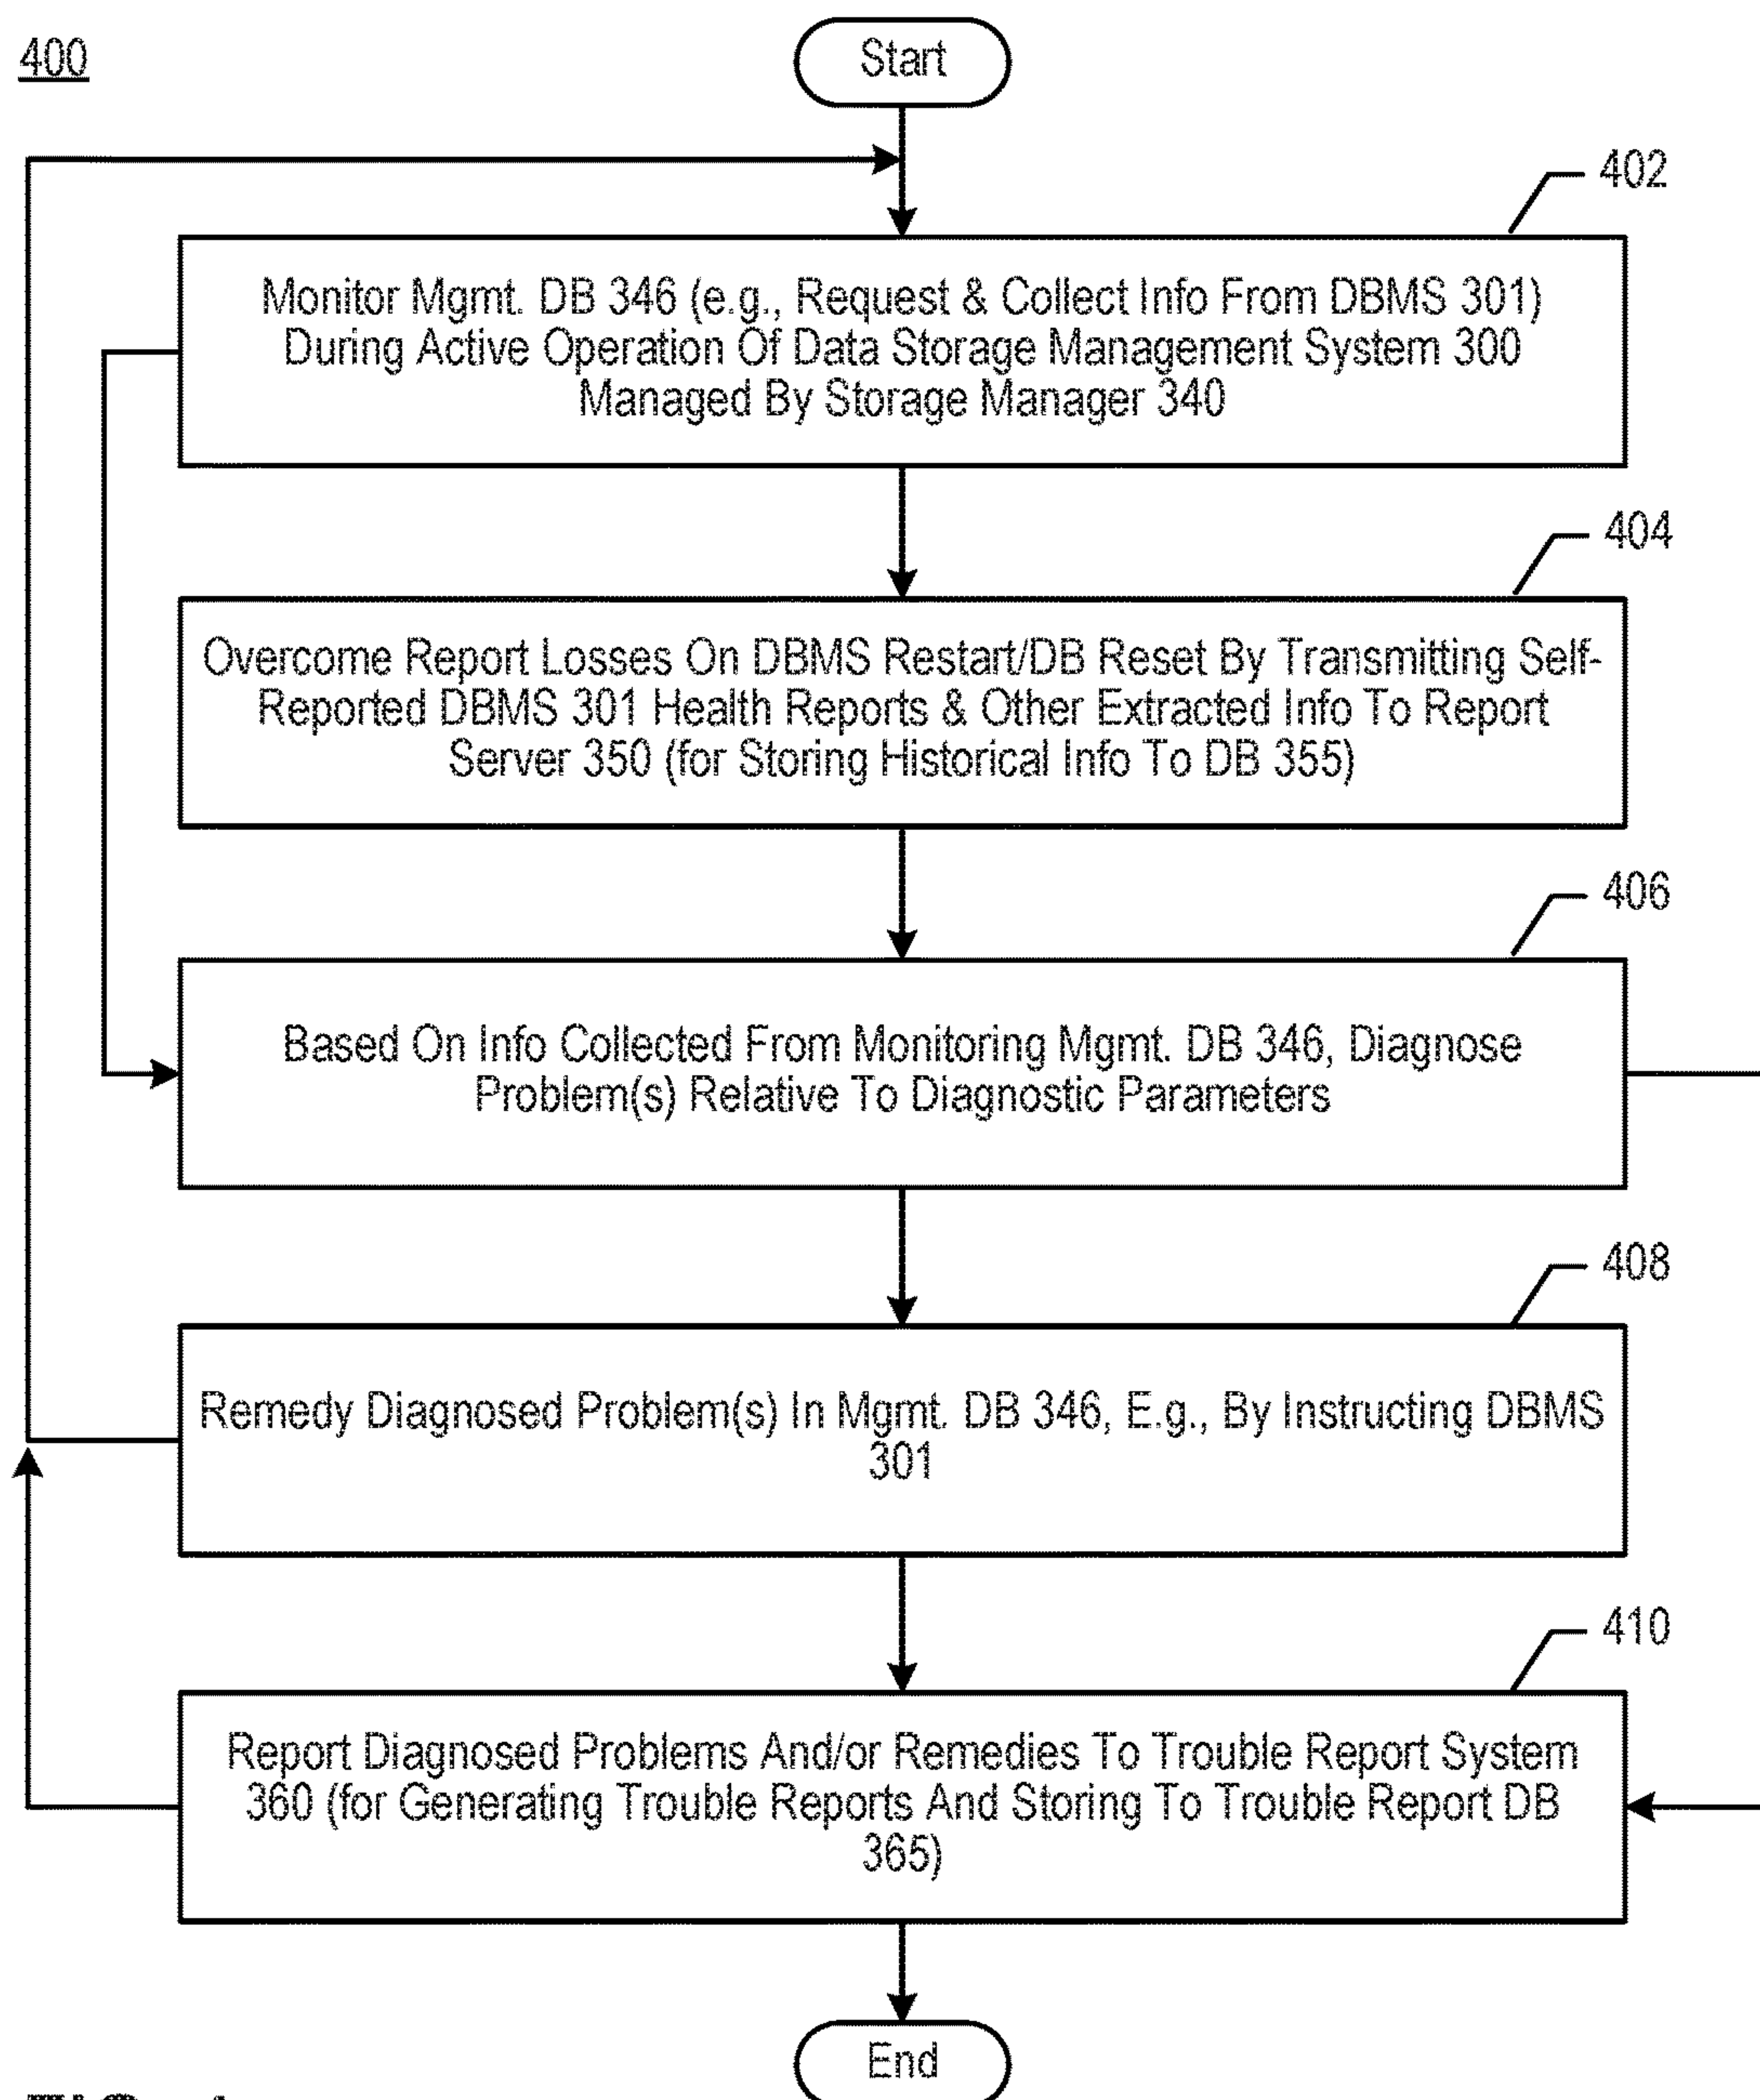 400
Start
402
Monitor Mgmt. DB 346 (e.g., Request & Collect Info From DBMS 301)
During Active Operation Of Data Storage Management System 300
Managed By Storage Manager 340
404
Overcome Report Losses On DBMS Restart/DB Reset By Transmitting Self-
Reported DBMS 301 Health Reports & Other Extracted Info To Report
Server 350 (for Storing Historical Info To DB 355)
406
Based On Info Collected From Monitoring Mgmt. DB 346, Diagnose
Problem(s) Relative To Diagnostic Parameters
408
Remedy Diagnosed Problem(s) In Mgmt. DB 346, E.g., By Instructing DBMS
301
410
Report Diagnosed Problems And/or Remedies To Trouble Report System
360 (for Generating Trouble Reports And Storing To Trouble Report DB
365)
End